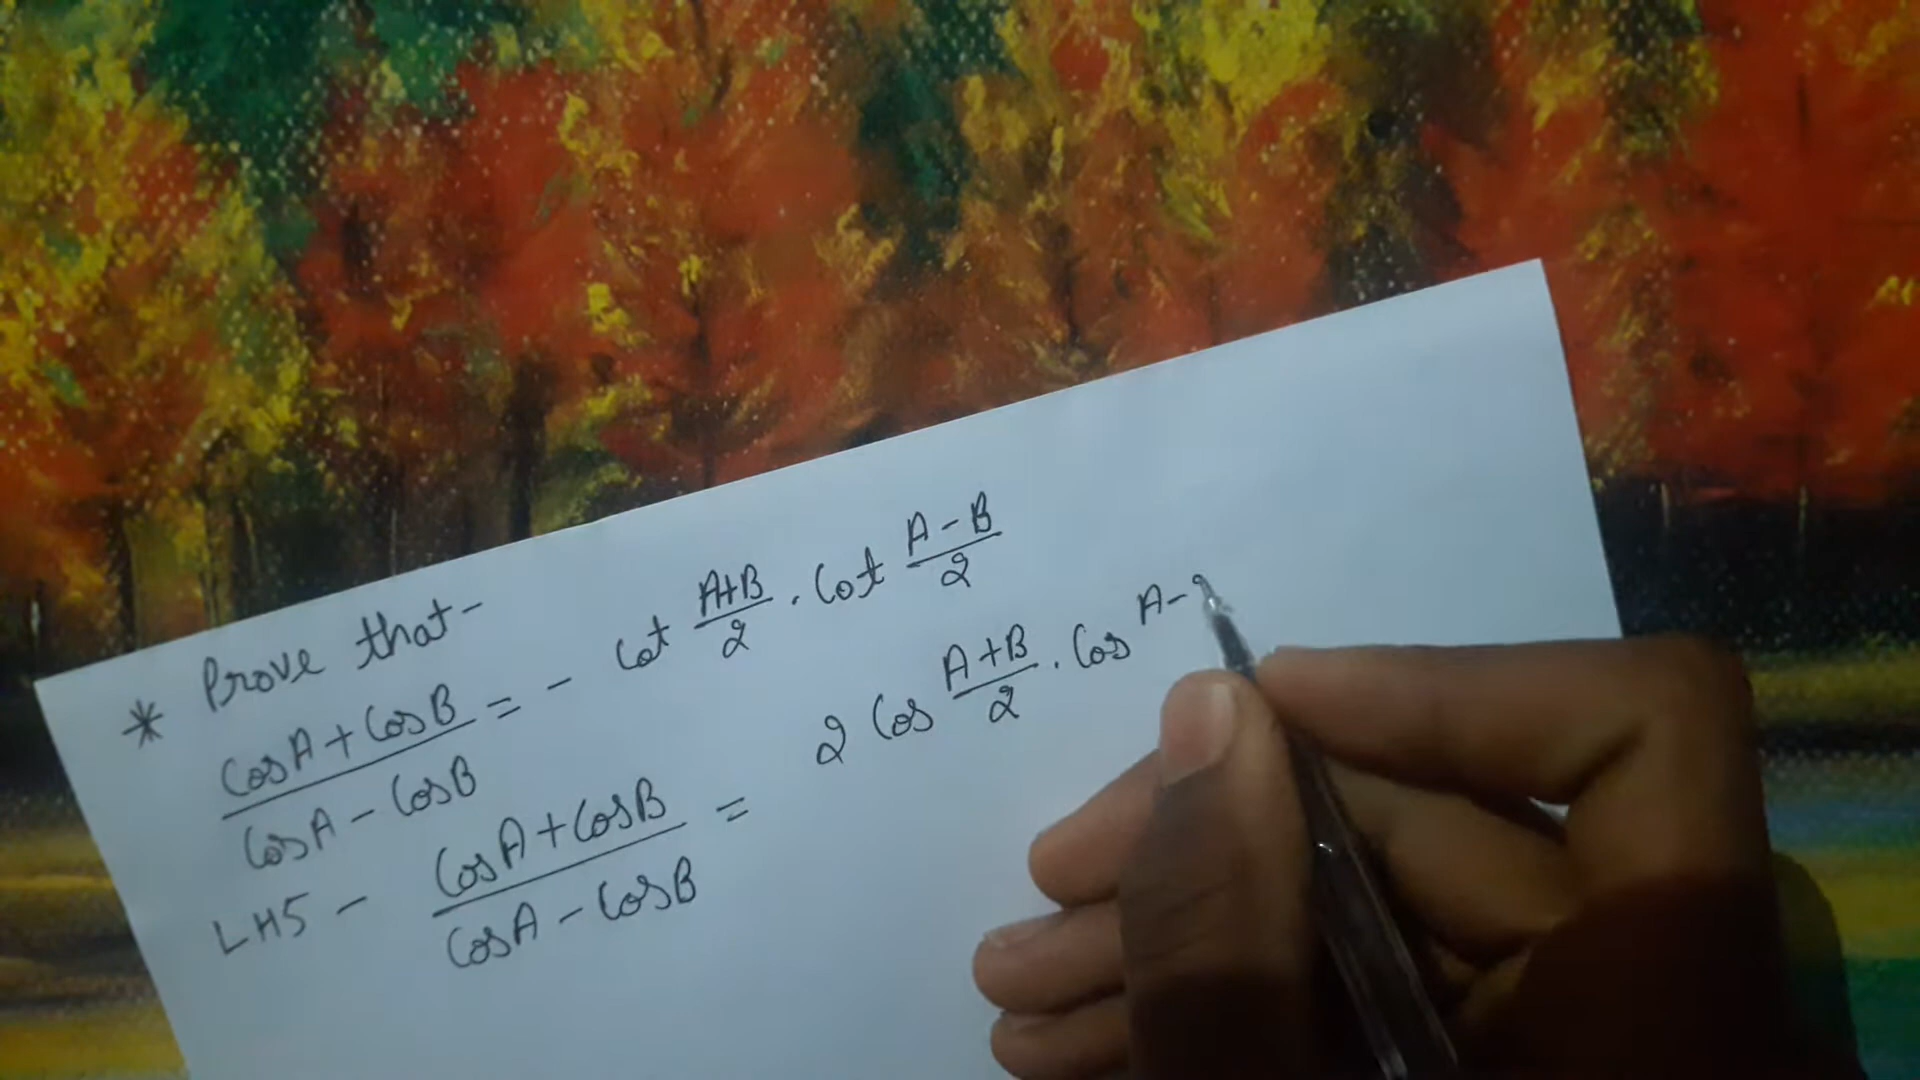 * Prove that-
CosA + CosB / CosA - CosB = - Cot A+B/2 . Cot A-B/2
LHS - CosA + CosB / CosA - CosB = 2 Cos A+B/2 . Cos A-